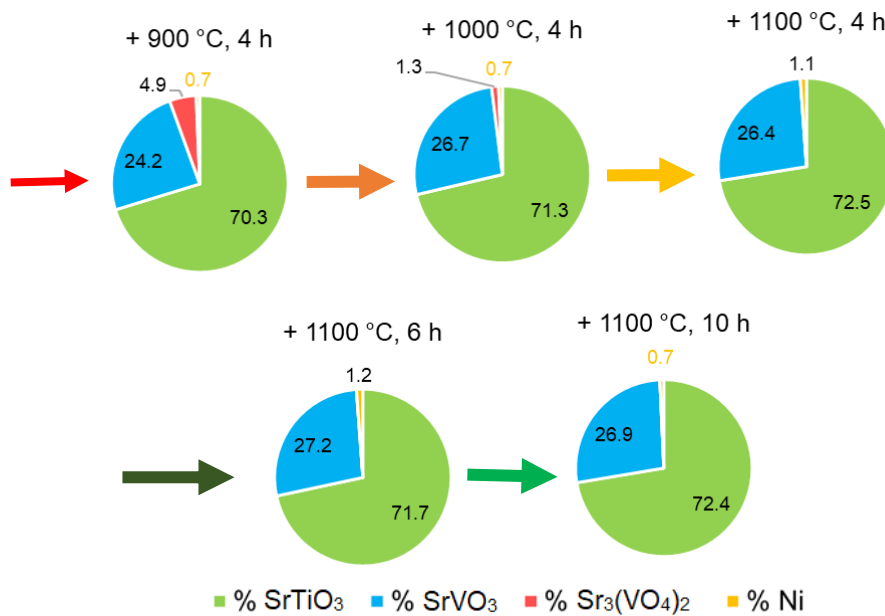 + 900 °C, 4 h
4.9
0.7
24.2
70.3
+ 1000 °C, 4 h
1.3
0.7
26.7
71.3
+ 1100 °C, 4 h
1.1
26.4
72.5
+ 1100 °C, 6 h
1.2
27.2
71.7
+ 1100 °C, 10 h
0.7
26.9
72.4
% SrTiO₃ % SrVO₃ % Sr₃(VO₄)₂ % Ni